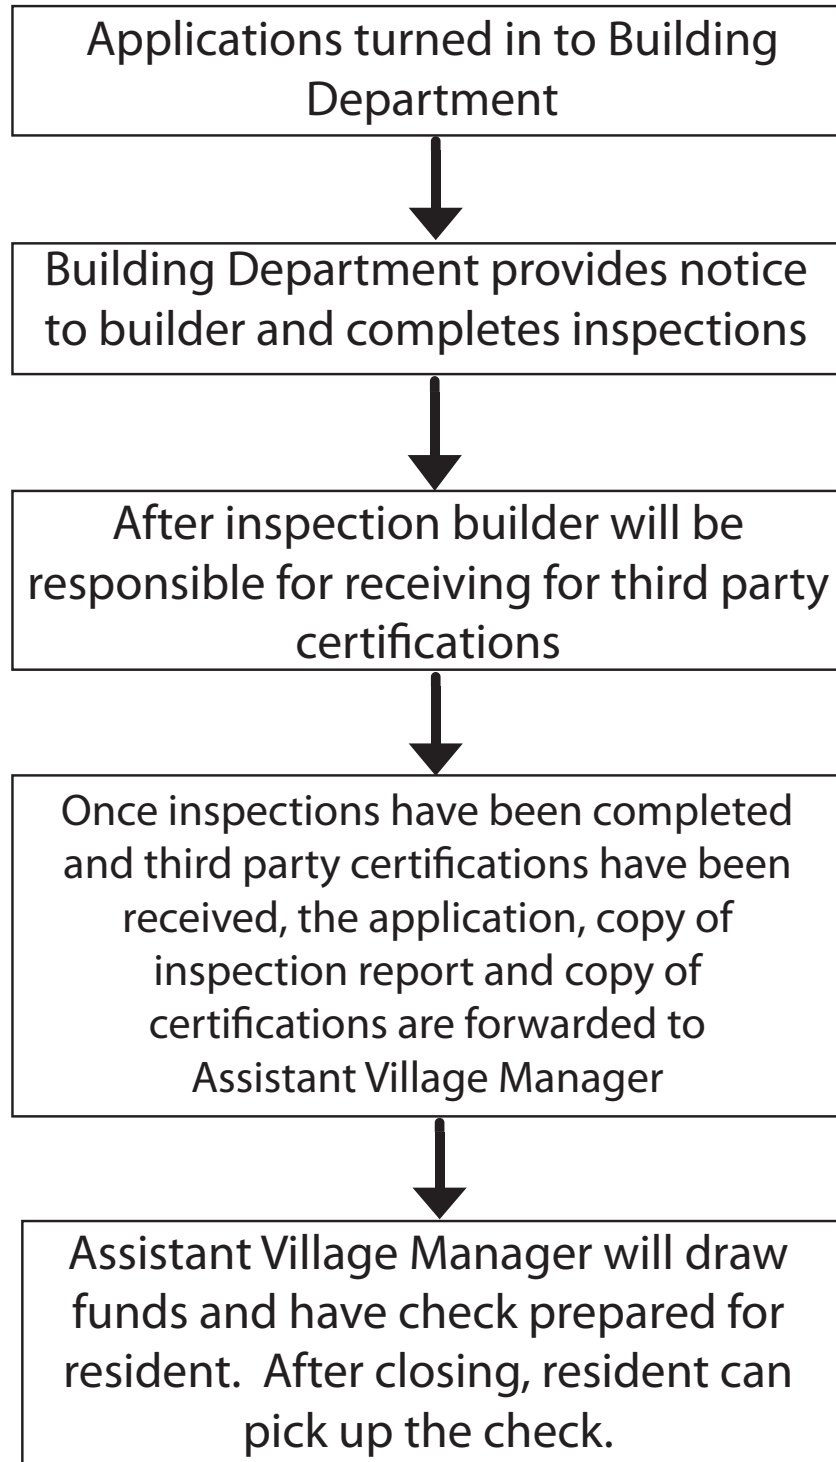 Applications turned in to Building
Department
Building Department provides notice
to builder and completes inspections
After inspection builder will be
responsible for receiving for third party
certifications
Once inspections have been completed
and third party certifications have been
received, the application, copy of
inspection report and copy of
certifications are forwarded to
Assistant Village Manager
Assistant Village Manager will draw
funds and have check prepared for
resident.  After closing, resident can
pick up the check.